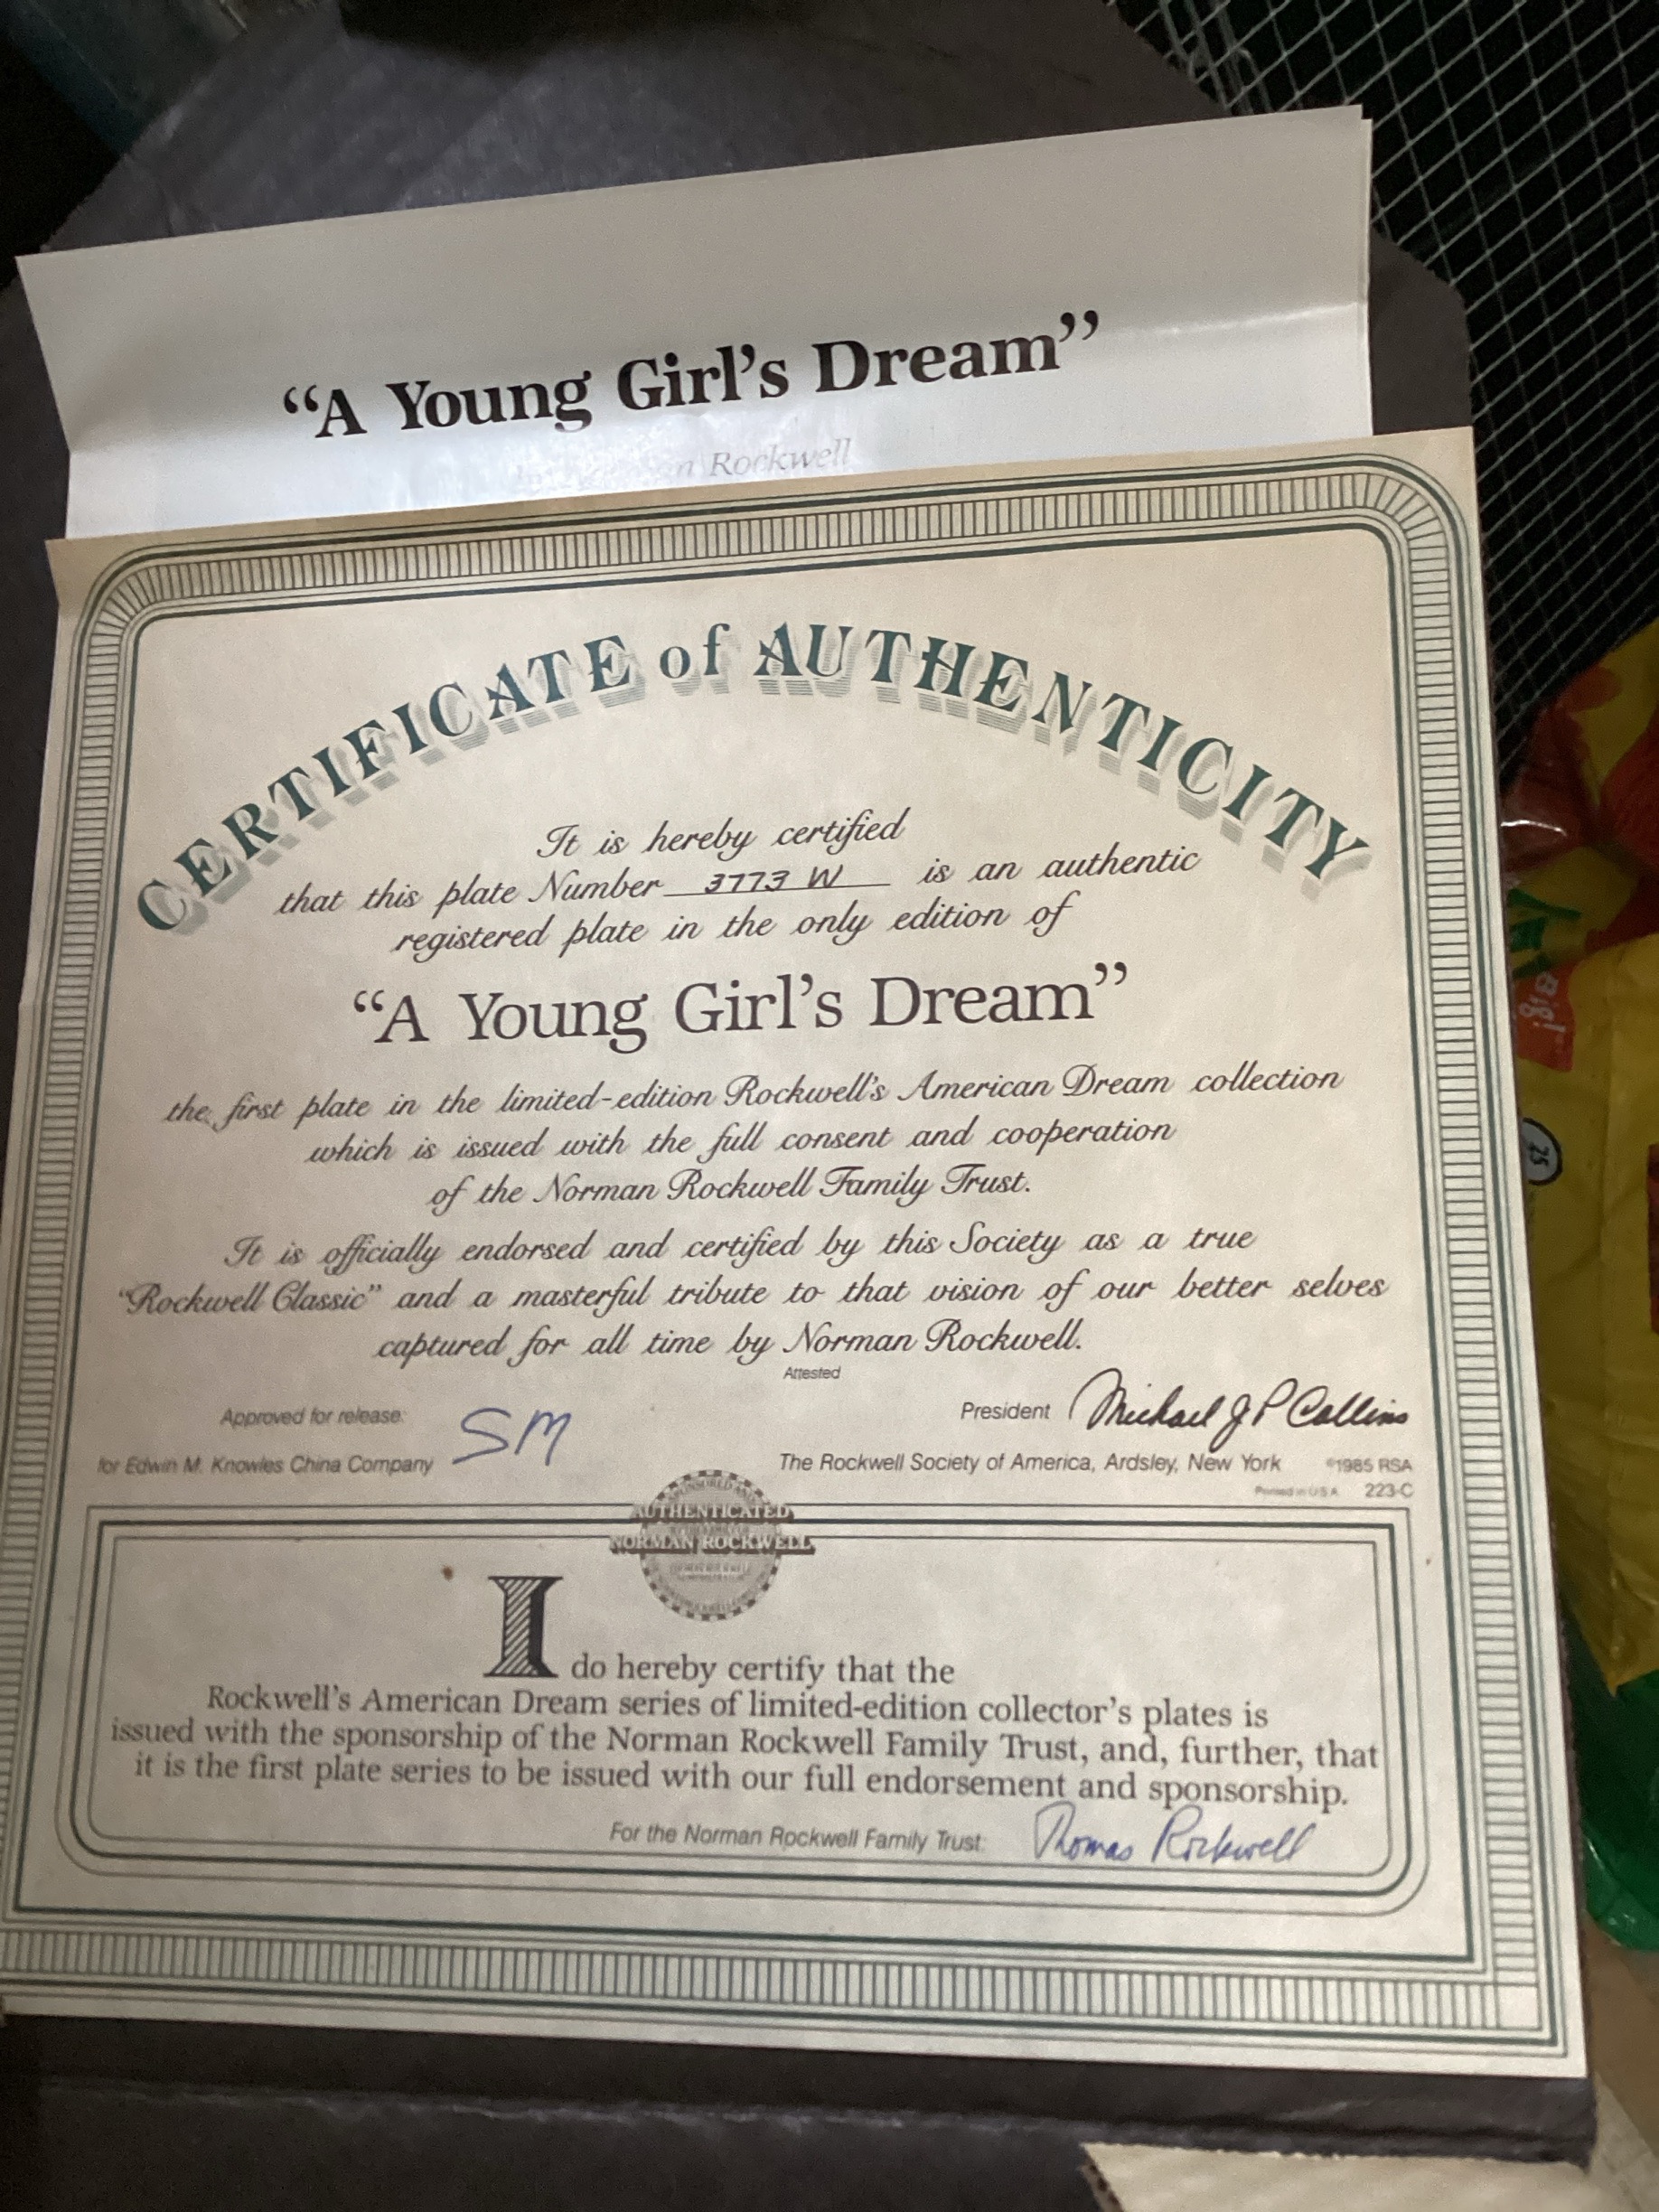 “A Young Girl’s Dream”
Rockwell
CERTIFICATE of AUTHENTICITY
It is hereby certified
that this plate Number 3773 W is an authentic
registered plate in the only edition of
“A Young Girl’s Dream”
the first plate in the limited-edition Rockwell’s American Dream collection
which is issued with the full consent and cooperation
of the Norman Rockwell Family Trust.
It is officially endorsed and certified by this Society as a true
“Rockwell Classic” and a masterful tribute to that vision of our better selves
captured for all time by Norman Rockwell.
Attested
Approved for release: SM
for Edwin M. Knowles China Company
President Michael J P Collins
The Rockwell Society of America, Ardsley, New York ©1985 RSA
Printed in U.S.A. 223-C
SPONSORED AND
AUTHENTICATED
NORMAN ROCKWELL
I do hereby certify that the
Rockwell’s American Dream series of limited-edition collector’s plates is
issued with the sponsorship of the Norman Rockwell Family Trust, and, further, that
it is the first plate series to be issued with our full endorsement and sponsorship.
For the Norman Rockwell Family Trust: Thomas Rockwell
Big!
25